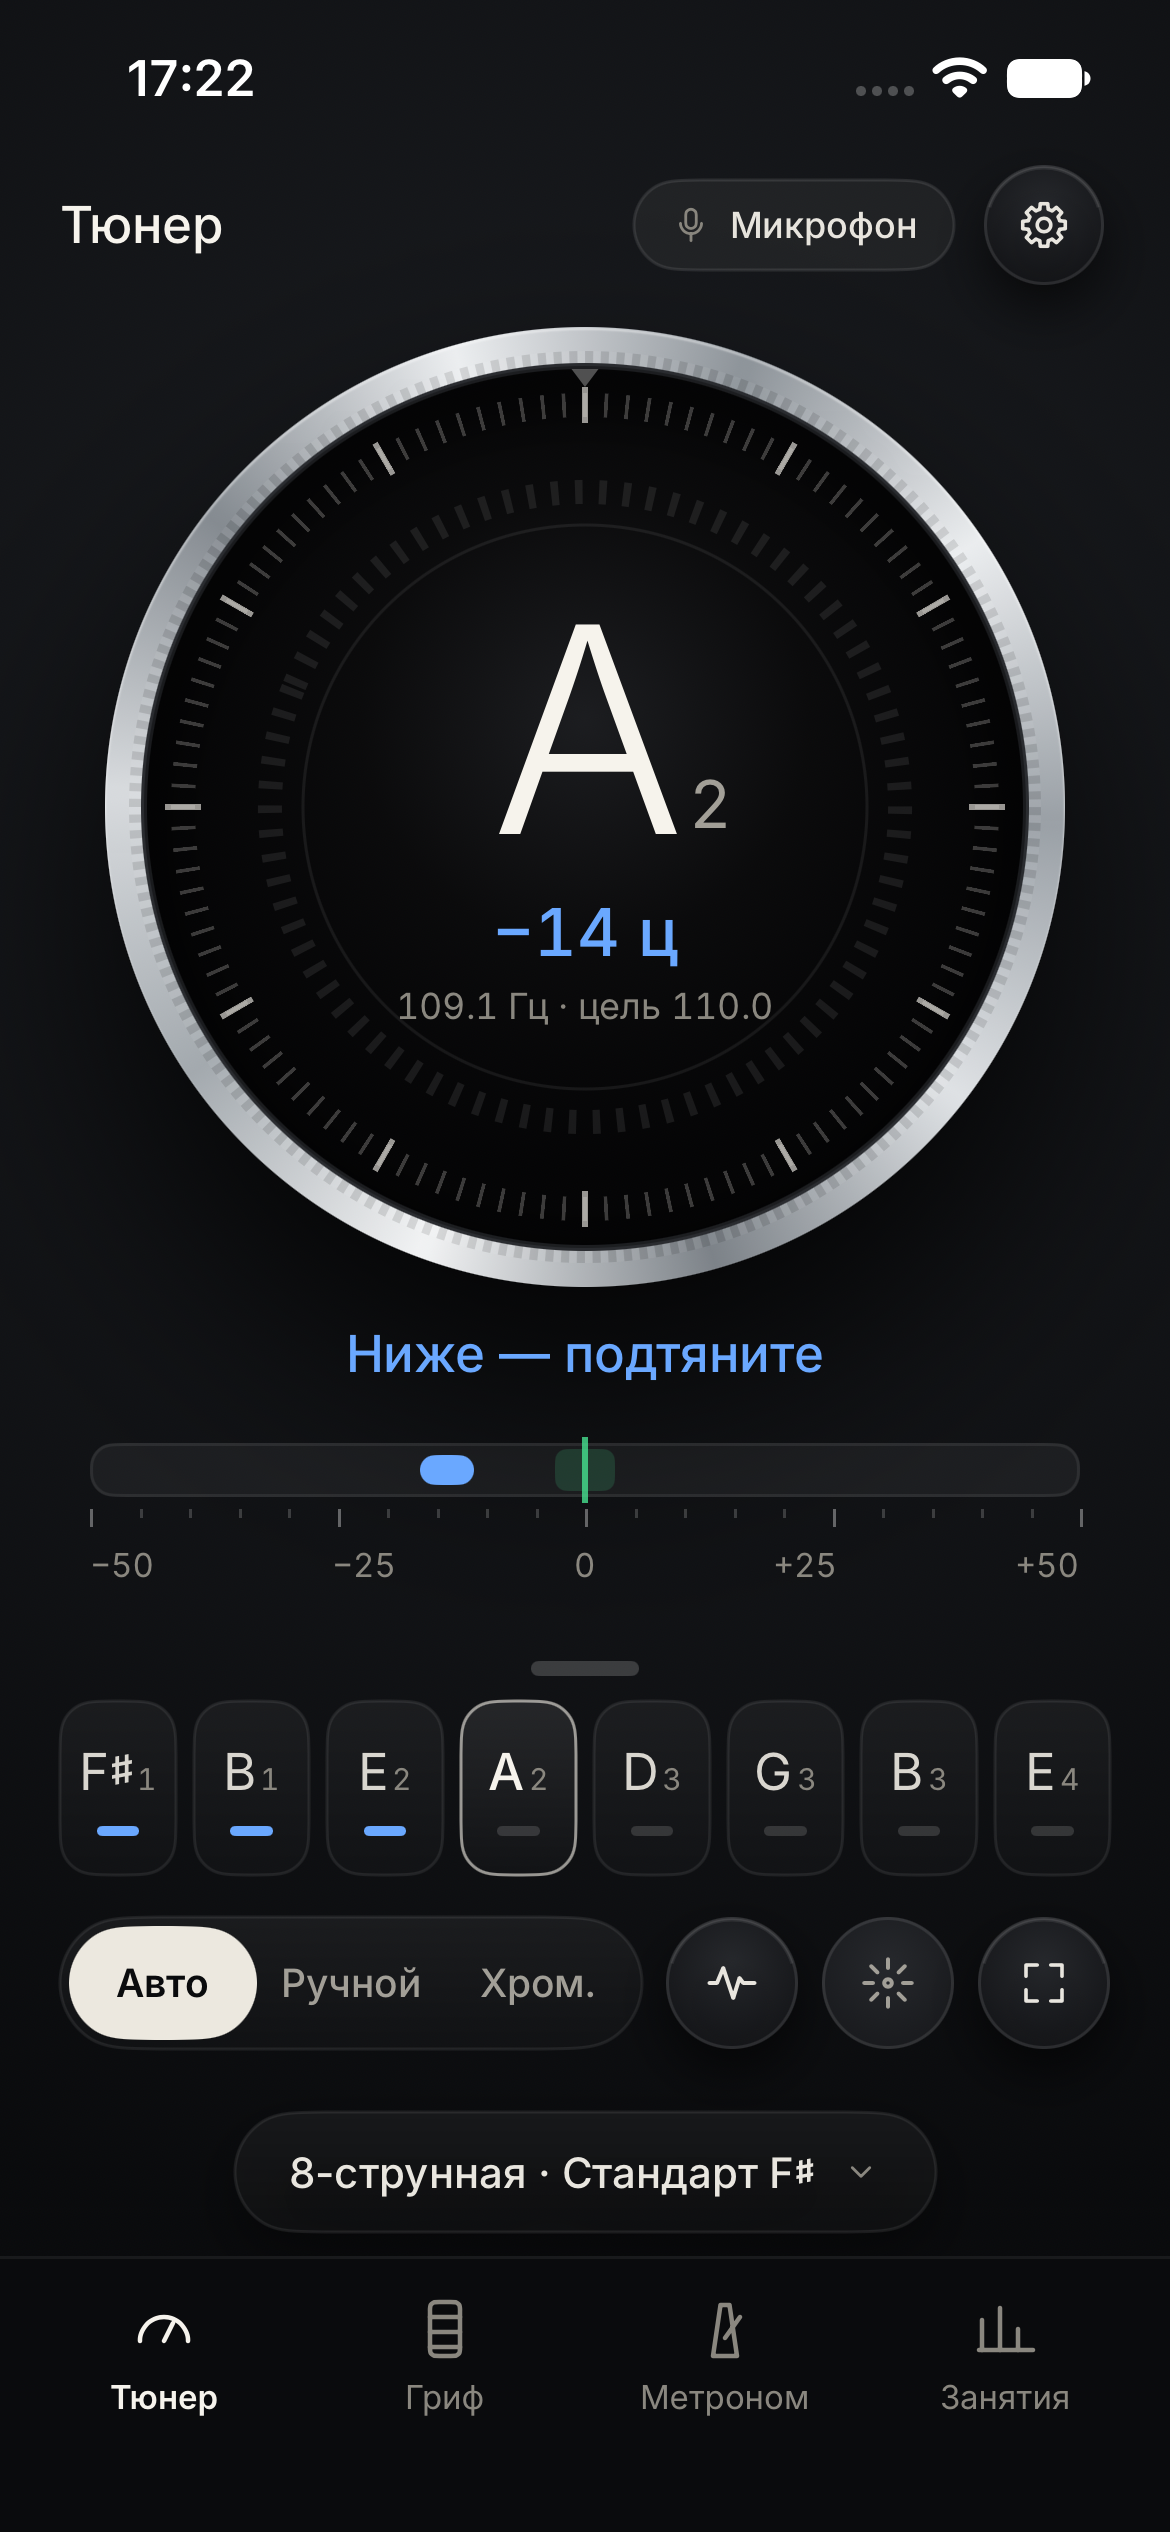 17:22
Тюнер
Микрофон
A2
−14 ц
109.1 Гц · цель 110.0
Ниже — подтяните
−50 −25 0 +25 +50
F♯1 B1 E2 A2 D3 G3 B3 E4
Авто Ручной Хром.
8-струнная · Стандарт F♯
Тюнер Гриф Метроном Занятия